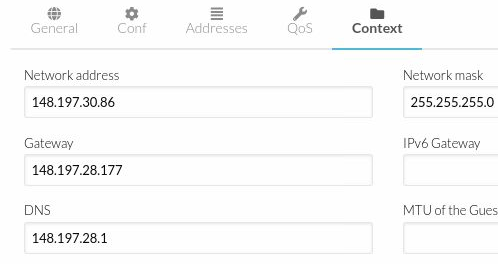 General Conf Addresses QoS Context
Network address Network mask
148.197.30.86 255.255.255.0
Gateway IPv6 Gateway
148.197.28.177
DNS MTU of the Gues
148.197.28.1